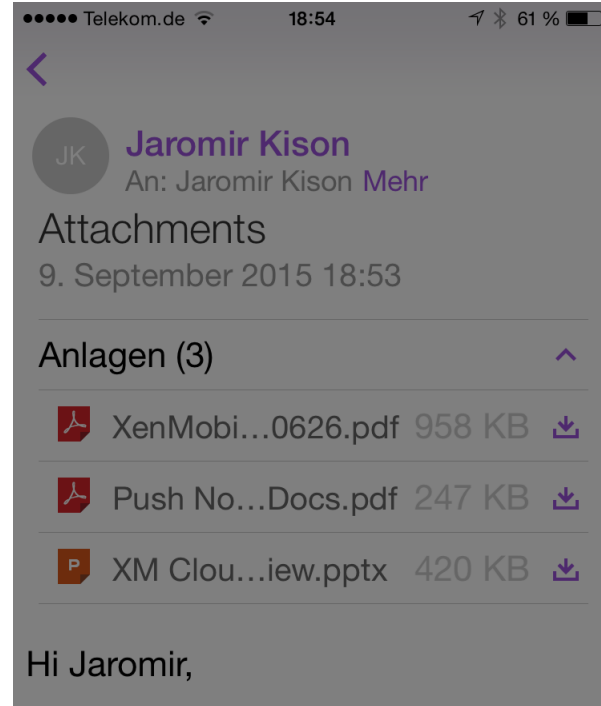 Telekom.de 18:54 61 %
JK
Jaromir Kison
An: Jaromir Kison Mehr
Attachments
9. September 2015 18:53
Anlagen (3)
XenMobi...0626.pdf 958 KB
Push No...Docs.pdf 247 KB
P XM Clou...iew.pptx 420 KB
Hi Jaromir,